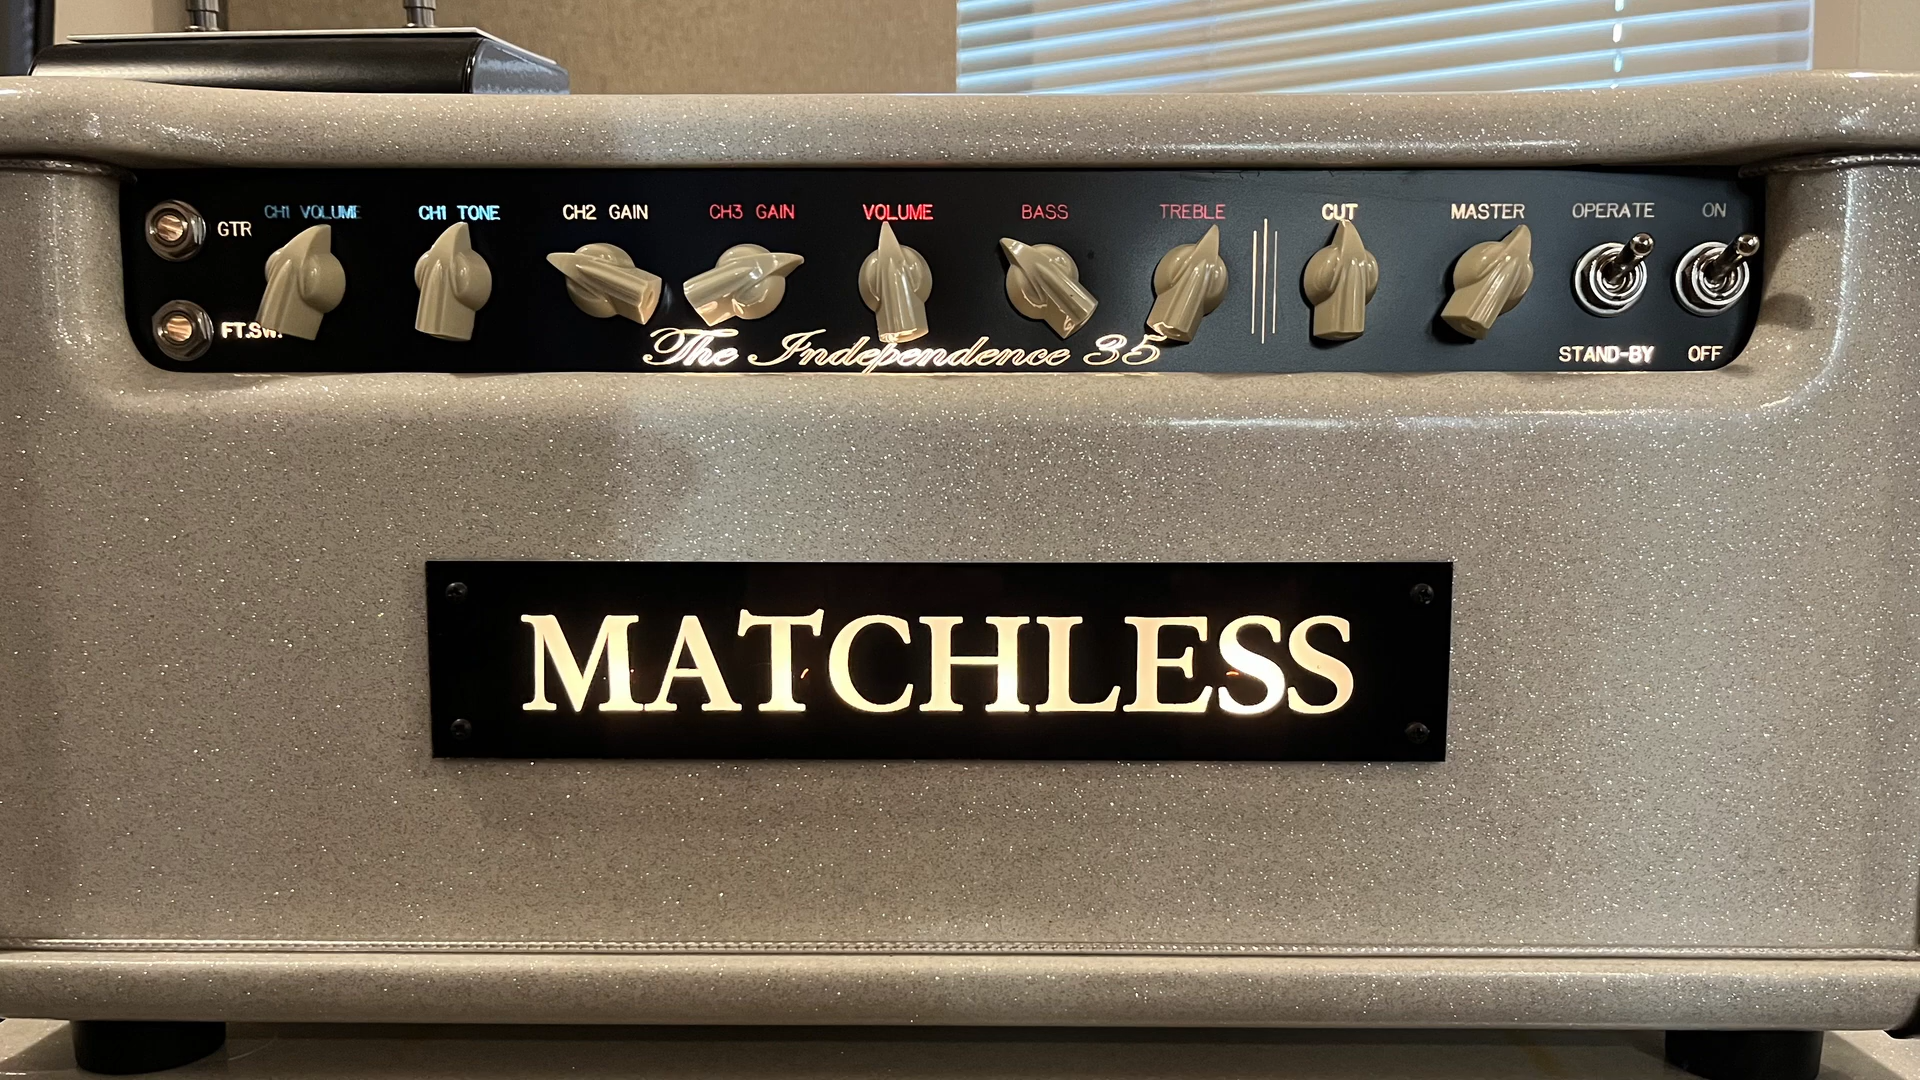 GTR CH1 VOLUME CH1 TONE CH2 GAIN CH3 GAIN VOLUME BASS TREBLE CUT MASTER OPERATE ON
FT.SW. STAND-BY OFF
The Independence 35
MATCHLESS